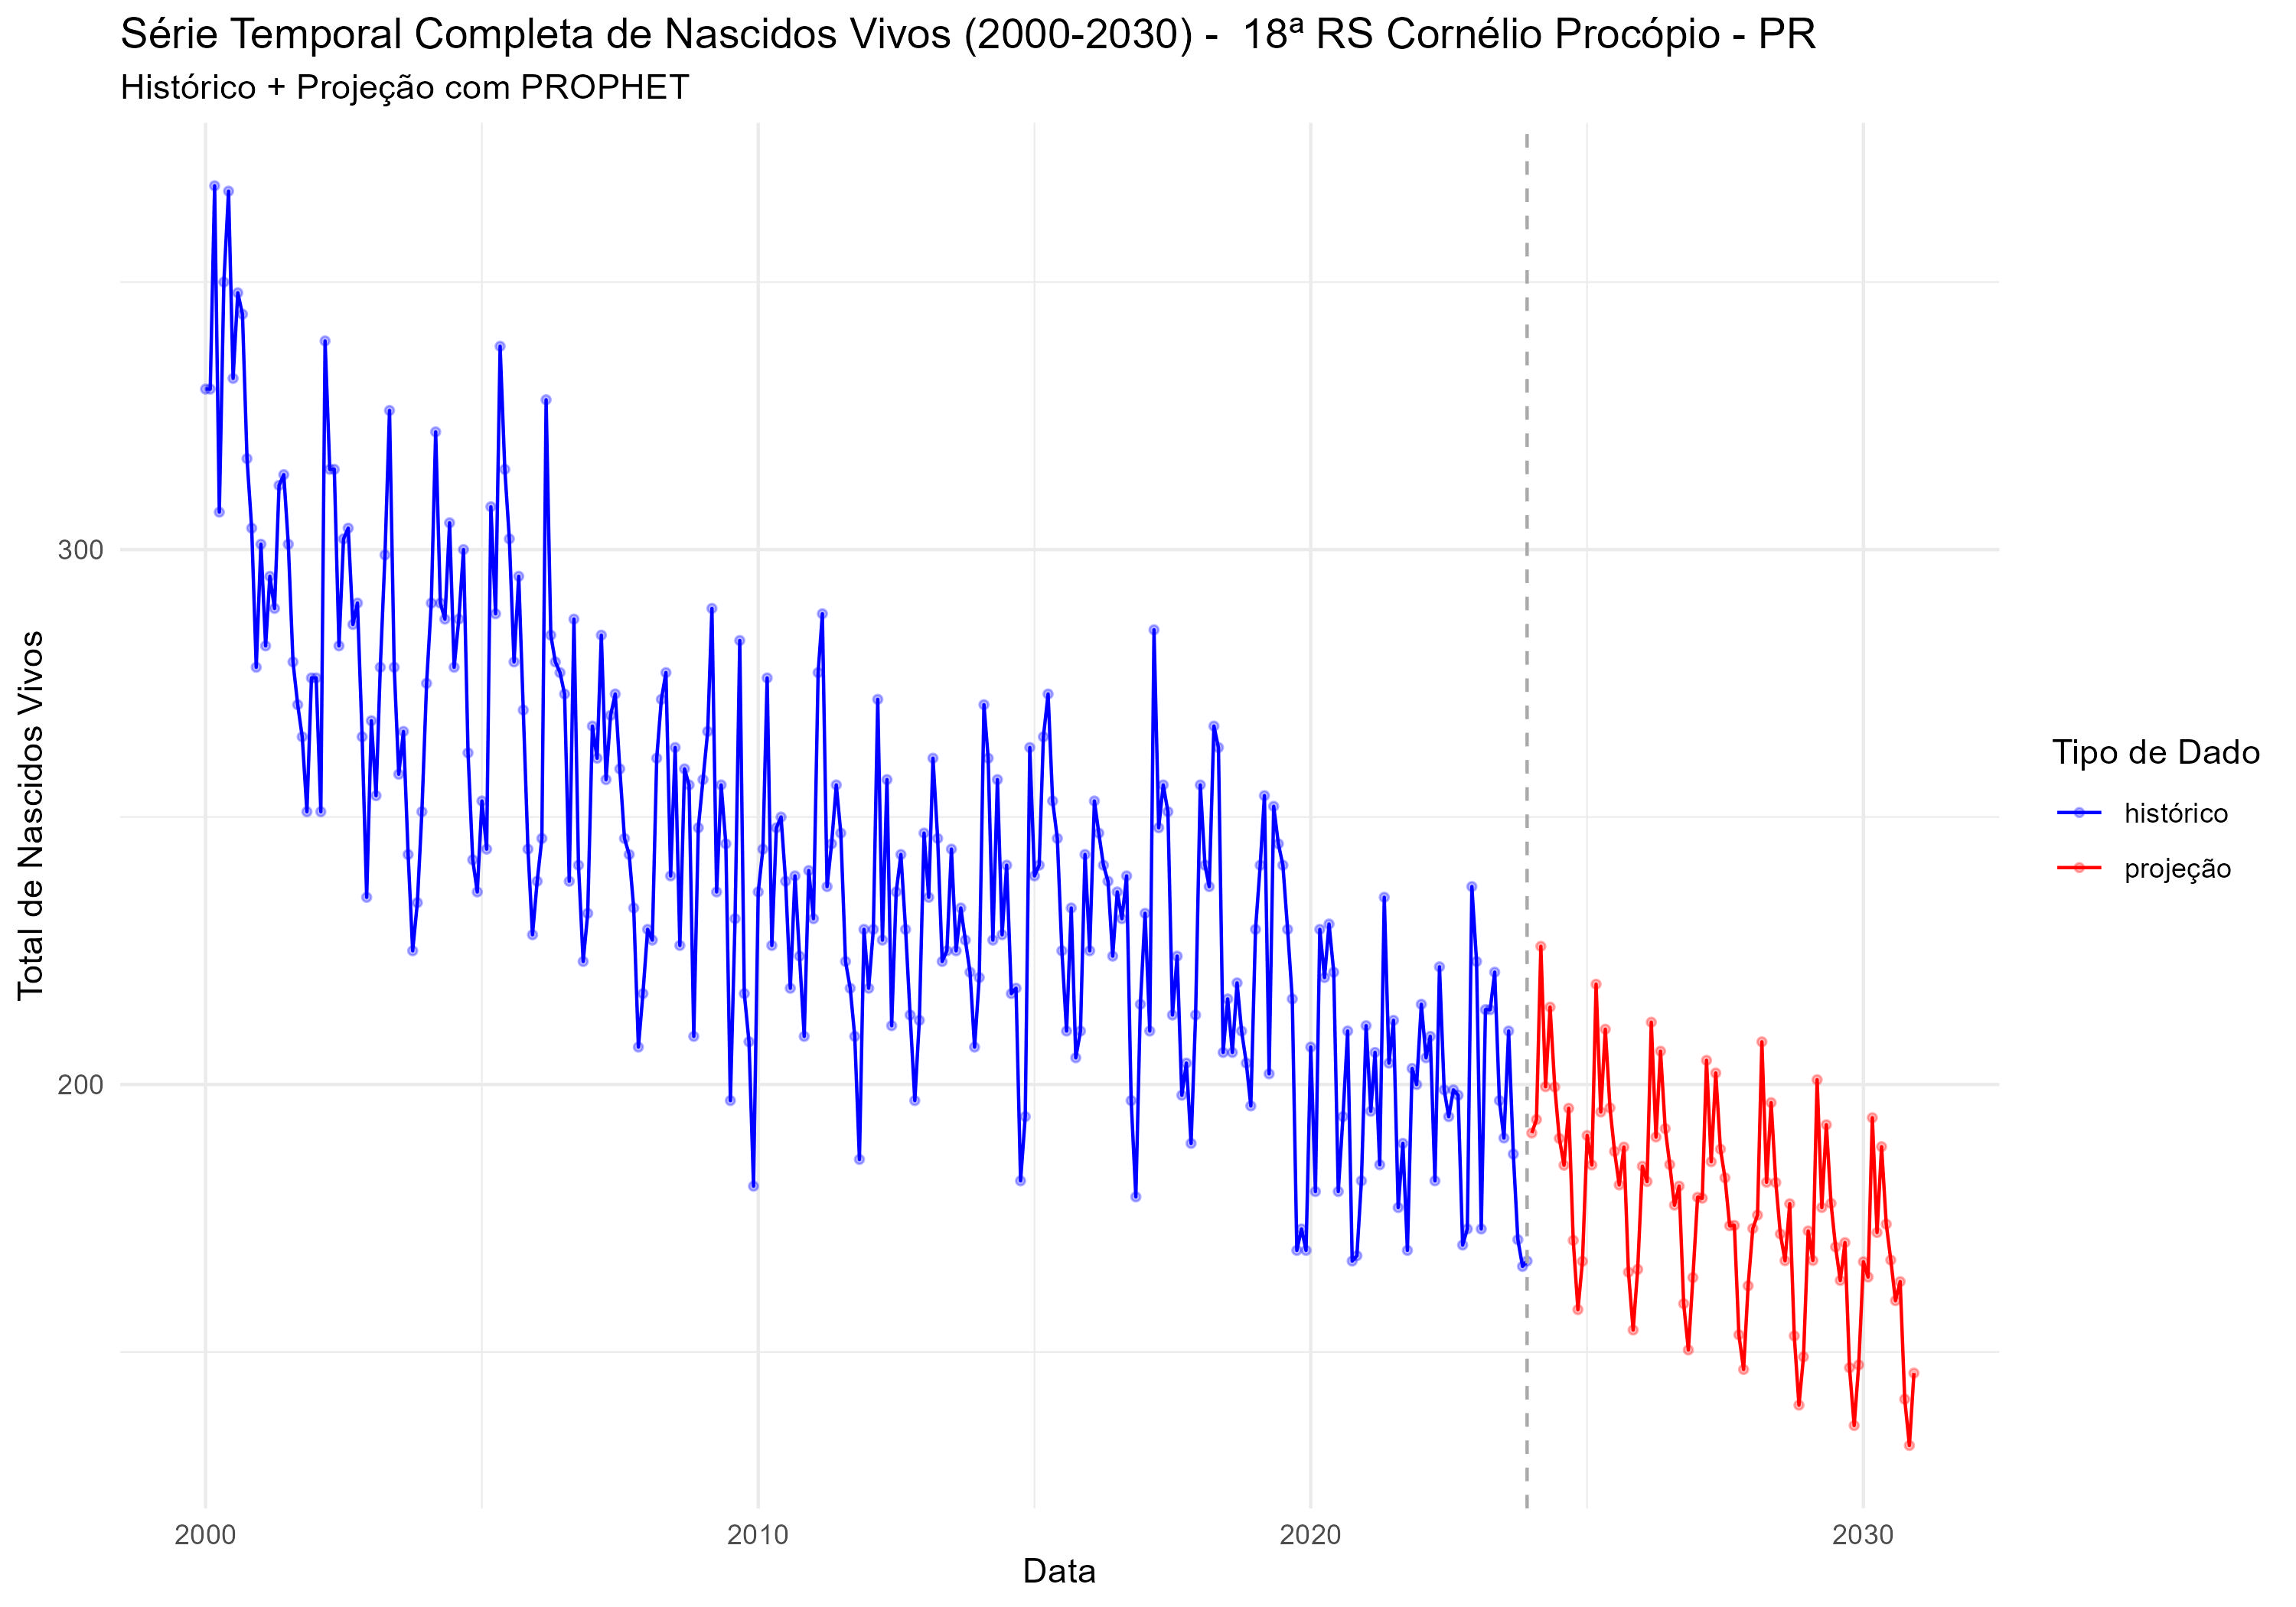 Série Temporal Completa de Nascidos Vivos (2000-2030) -  18ª RS Cornélio Procópio - PR
Histórico + Projeção com PROPHET
Total de Nascidos Vivos
300
200
2000
2010
2020
2030
Data
Tipo de Dado
histórico
projeção